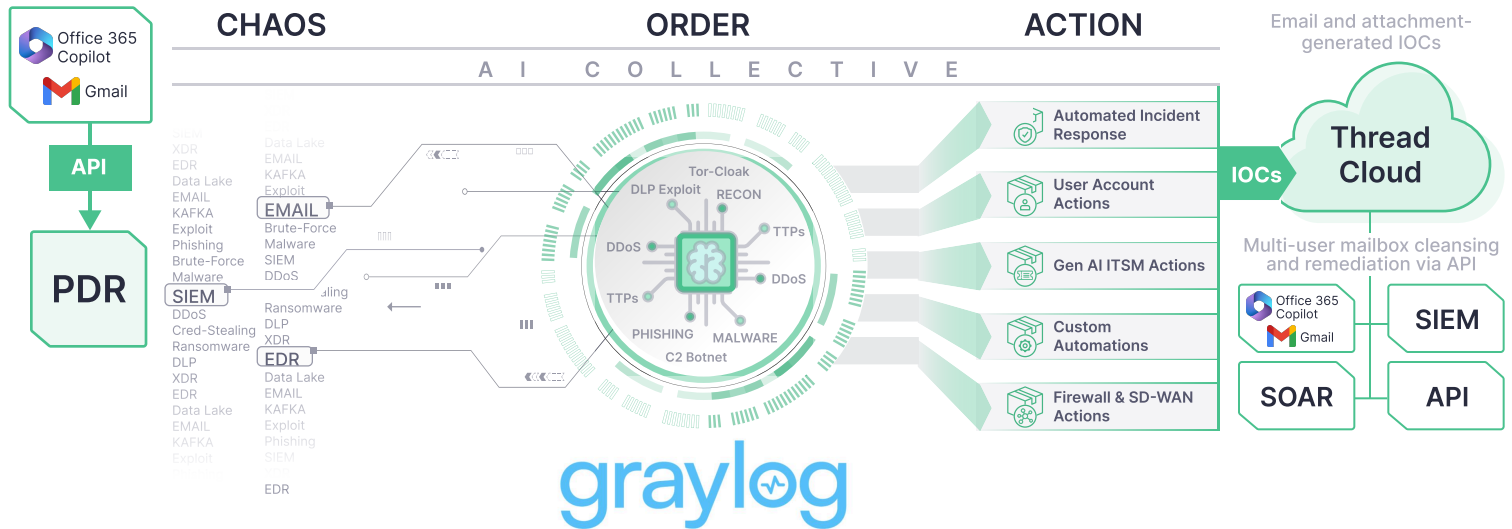 Office 365
Copilot
Gmail
API
PDR
CHAOS
ORDER
ACTION
AI COLLECTIVE
SIEM
XDR
EDR
Data Lake
EMAIL
KAFKA
Exploit
Phishing
Brute-Force
Malware
SIEM
DDoS
Cred-Stealing
Ransomware
DLP
XDR
EDR
Data Lake
EMAIL
KAFKA
Exploit
Data Lake
EMAIL
KAFKA
Exploit
EMAIL
Brute-Force
Malware
SIEM
DDoS
aling
Ransomware
DLP
XDR
EDR
Data Lake
EMAIL
KAFKA
Exploit
Phishing
SIEM
EDR
Tor-Cloak
DLP Exploit
RECON
TTPs
DDoS
DDoS
TTPs
PHISHING
MALWARE
C2 Botnet
graylog
Automated Incident
Response
User Account
Actions
Gen AI ITSM Actions
Custom
Automations
Firewall & SD-WAN
Actions
IOCs
Email and attachment-
generated IOCs
Thread
Cloud
Multi-user mailbox cleansing
and remediation via API
Office 365
Copilot
Gmail
SIEM
SOAR
API